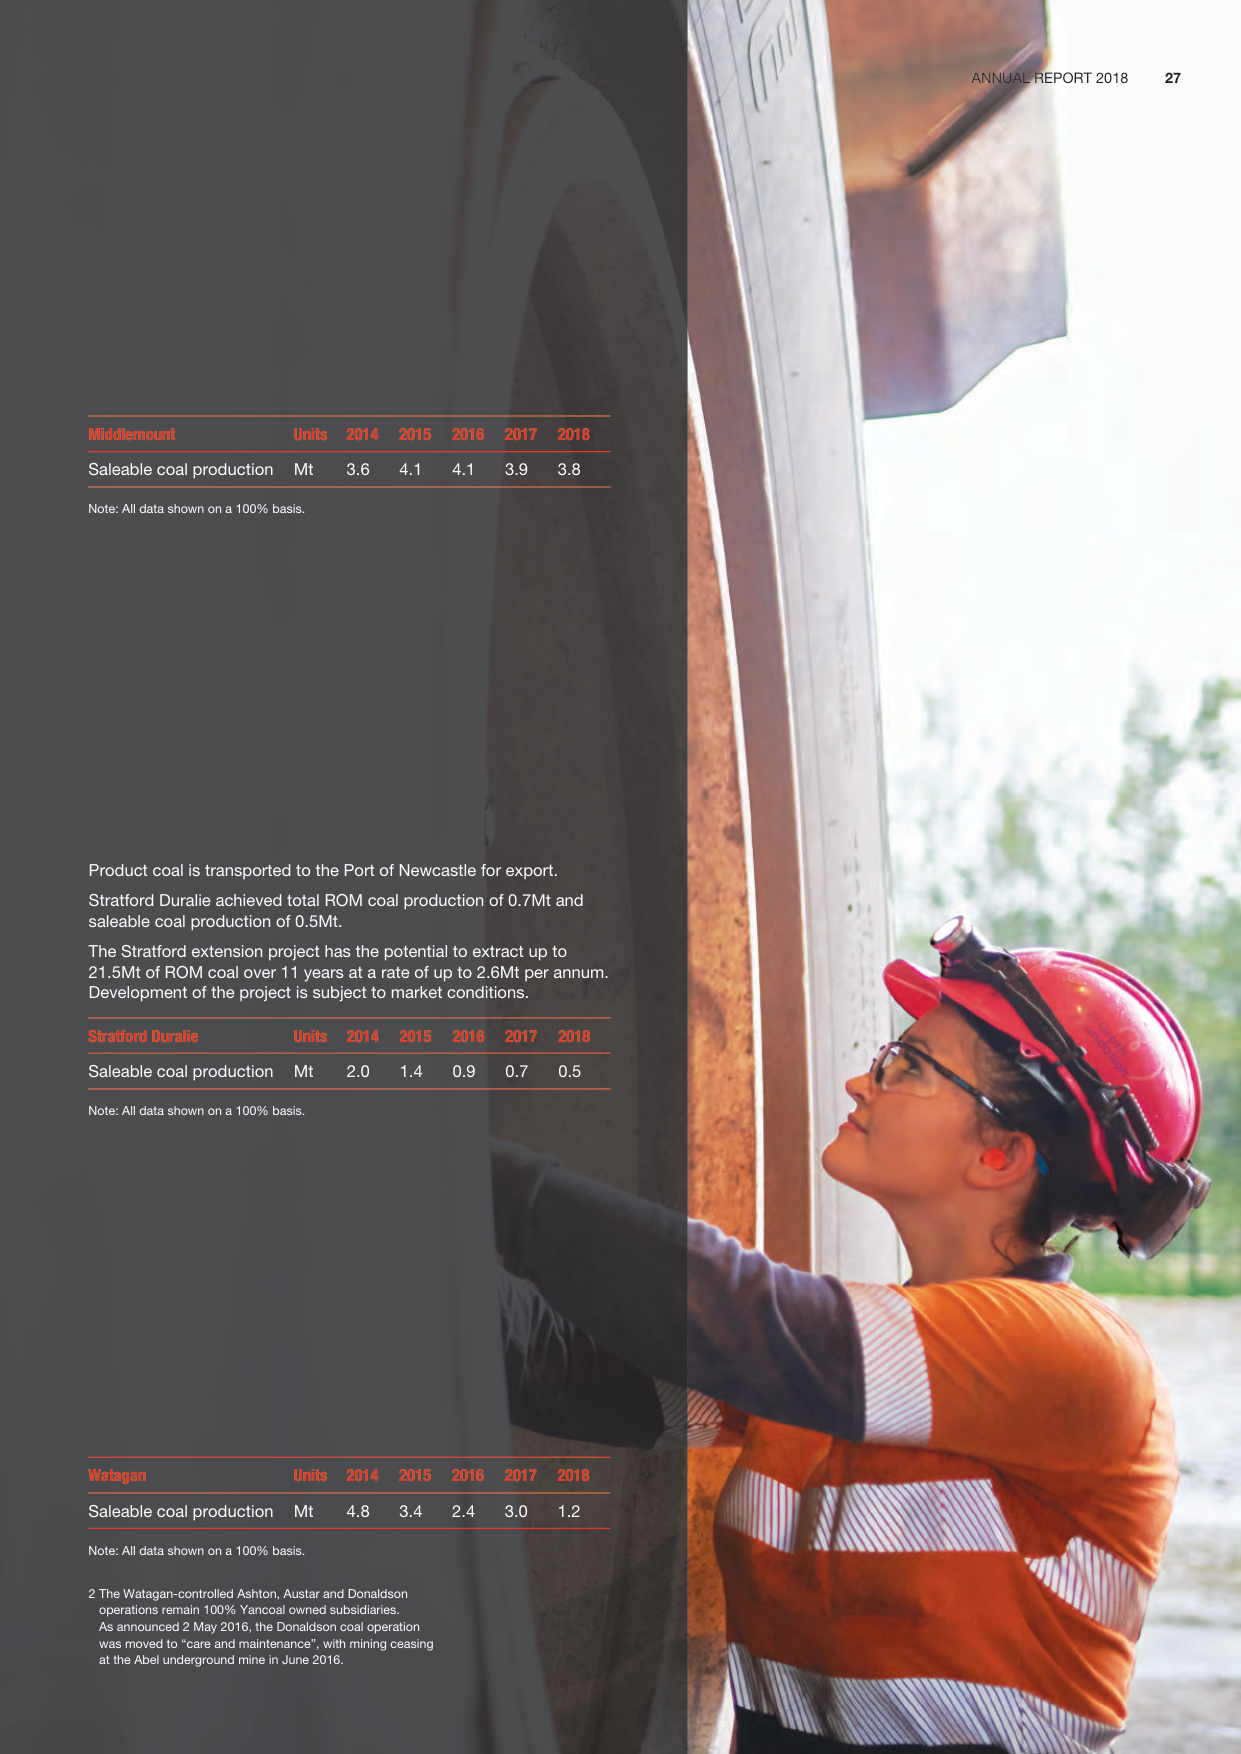 ANNUAL REPORT 2018 27
Middlemount Units 2014 2015 2016 2017 2018
Saleable coal production Mt 3.6 4.1 4.1 3.9 3.8
Note: All data shown on a 100% basis.
Product coal is transported to the Port of Newcastle for export.
Stratford Duralie achieved total ROM coal production of 0.7Mt and
saleable coal production of 0.5Mt.
The Stratford extension project has the potential to extract up to
21.5Mt of ROM coal over 11 years at a rate of up to 2.6Mt per annum.
Development of the project is subject to market conditions.
Stratford Duralie Units 2014 2015 2016 2017 2018
Saleable coal production Mt 2.0 1.4 0.9 0.7 0.5
Note: All data shown on a 100% basis.
Watagan Units 2014 2015 2016 2017 2018
Saleable coal production Mt 4.8 3.4 2.4 3.0 1.2
Note: All data shown on a 100% basis.
2 The Watagan-controlled Ashton, Austar and Donaldson
operations remain 100% Yancoal owned subsidiaries.
As announced 2 May 2016, the Donaldson coal operation
was moved to “care and maintenance”, with mining ceasing
at the Abel underground mine in June 2016.